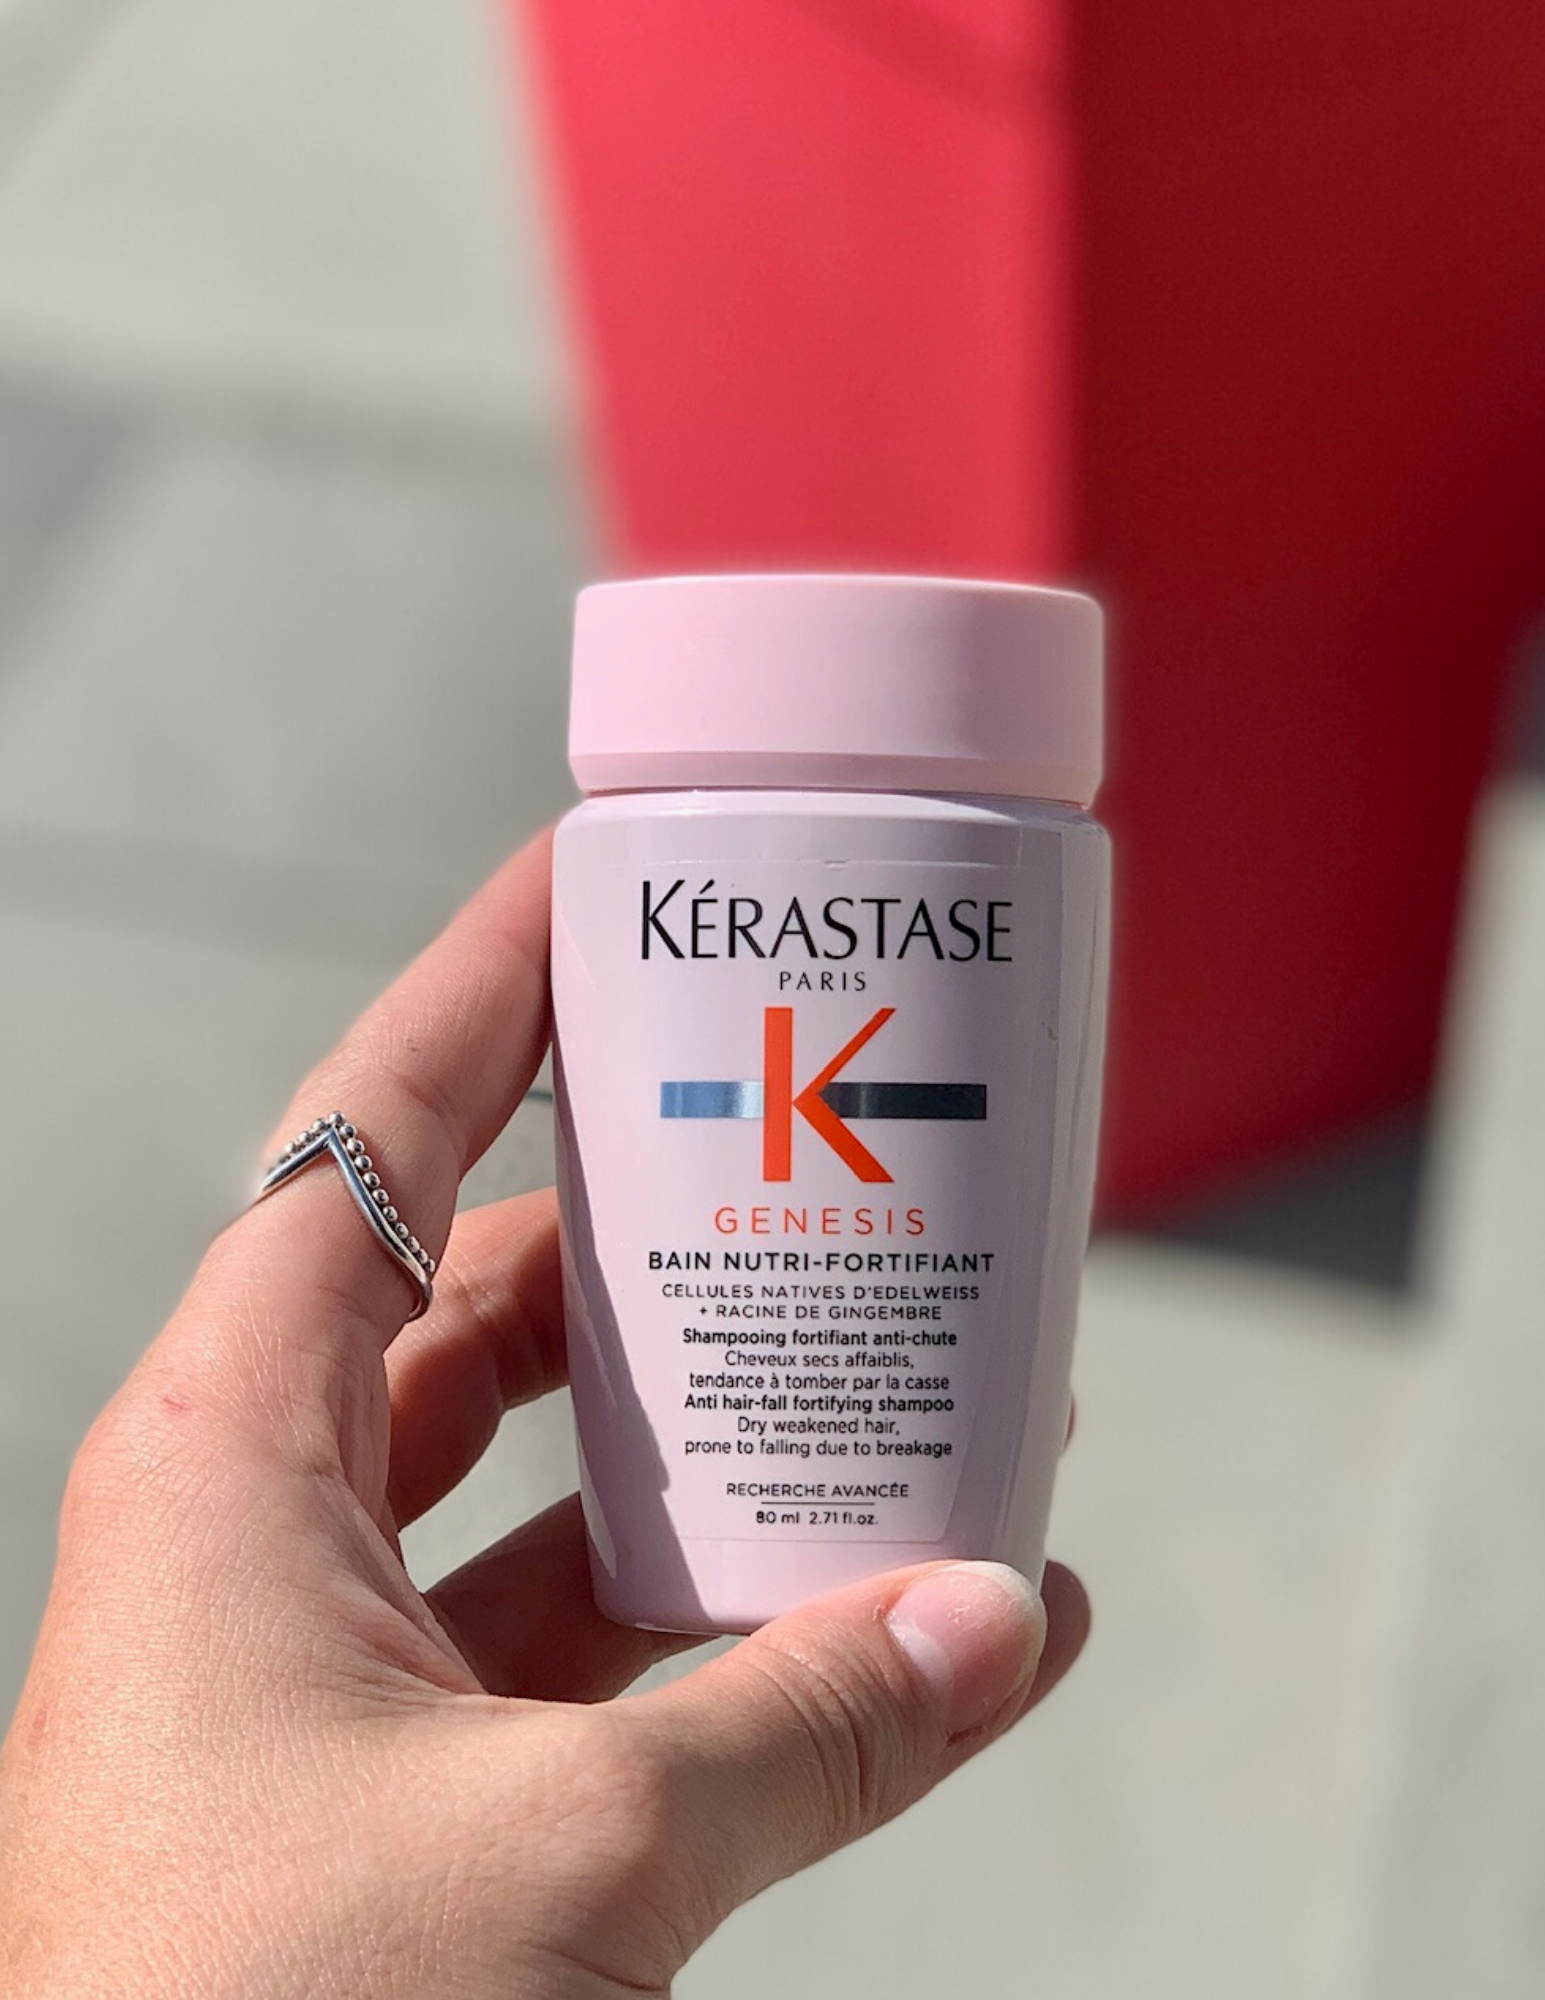 KÉRASTASE
PARIS
K
GENESIS
BAIN NUTRI-FORTIFIANT
CELLULES NATIVES D'EDELWEISS
+ RACINE DE GINGEMBRE
Shampooing fortifiant anti-chute
Cheveux secs affaiblis,
tendance à tomber par la casse
Anti hair-fall fortifying shampoo
Dry weakened hair,
prone to falling due to breakage
RECHERCHE AVANCÉE
80 ml 2.71 fl.oz.